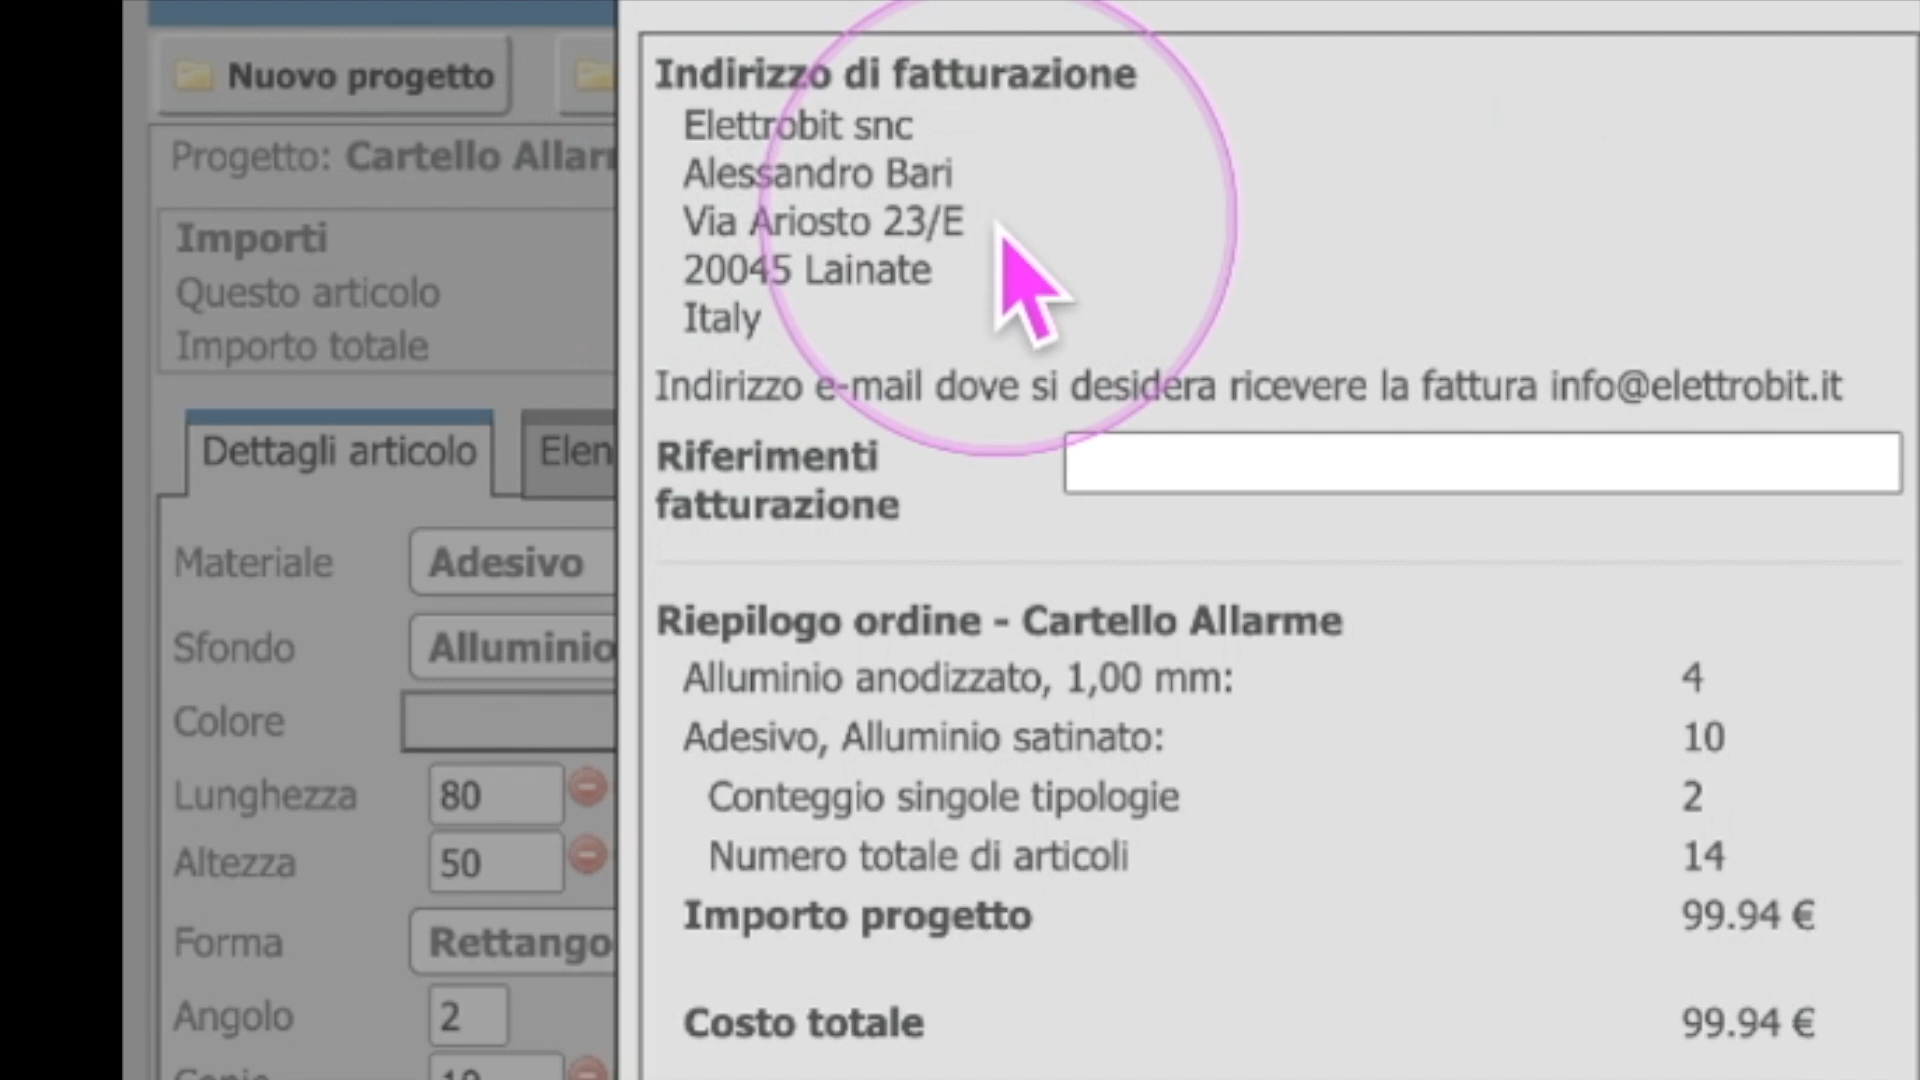 Nuovo progetto
Progetto: Cartello Allarm
Importi
Questo articolo
Importo totale
Dettagli articolo
Elen
Materiale Adesivo
Sfondo Alluminio
Colore
Lunghezza 80
Altezza 50
Forma Rettango
Angolo 2
Indirizzo di fatturazione
Elettrobit snc
Alessandro Bari
Via Ariosto 23/E
20045 Lainate
Italy
Indirizzo e-mail dove si desidera ricevere la fattura info@elettrobit.it
Riferimenti
fatturazione
Riepilogo ordine - Cartello Allarme
Alluminio anodizzato, 1,00 mm: 4
Adesivo, Alluminio satinato: 10
Conteggio singole tipologie 2
Numero totale di articoli 14
Importo progetto 99.94 €
Costo totale 99.94 €